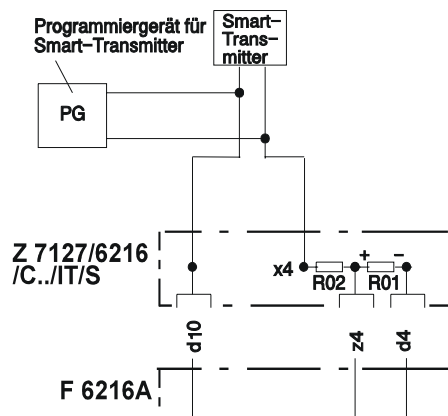 Programmiergerät für
Smart-Transmitter
Smart-
Trans-
mitter
PG
Z 7127/6216
/C../IT/S
x4
R02
+
R01
-
d10
z4
d4
F 6216A